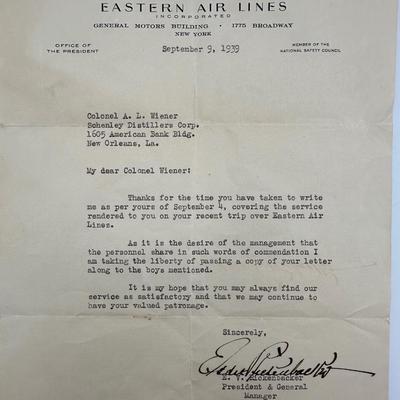 EASTERN AIR LINES
INCORPORATED
GENERAL MOTORS BUILDING · 1775 BROADWAY
NEW YORK
OFFICE OF
THE PRESIDENT
MEMBER OF THE
NATIONAL SAFETY COUNCIL
September 9, 1939
Colonel A. L. Wiener
Schenley Distillers Corp.
1605 American Bank Bldg.
New Orleans, La.
My dear Colonel Wiener:
Thanks for the time you have taken to write
me as per yours of September 4, covering the service
rendered to you on your recent trip over Eastern Air
Lines.
As it is the desire of the management that
the personnel share in such words of commendation I
am taking the liberty of passing a copy of your letter
along to the boys mentioned.
It is my hope that you may always find our
service as satisfactory and that we may continue to
have your valued patronage.
Sincerely,
Eddie Rickenbacker
E. V. Rickenbacker
President & General
Manager